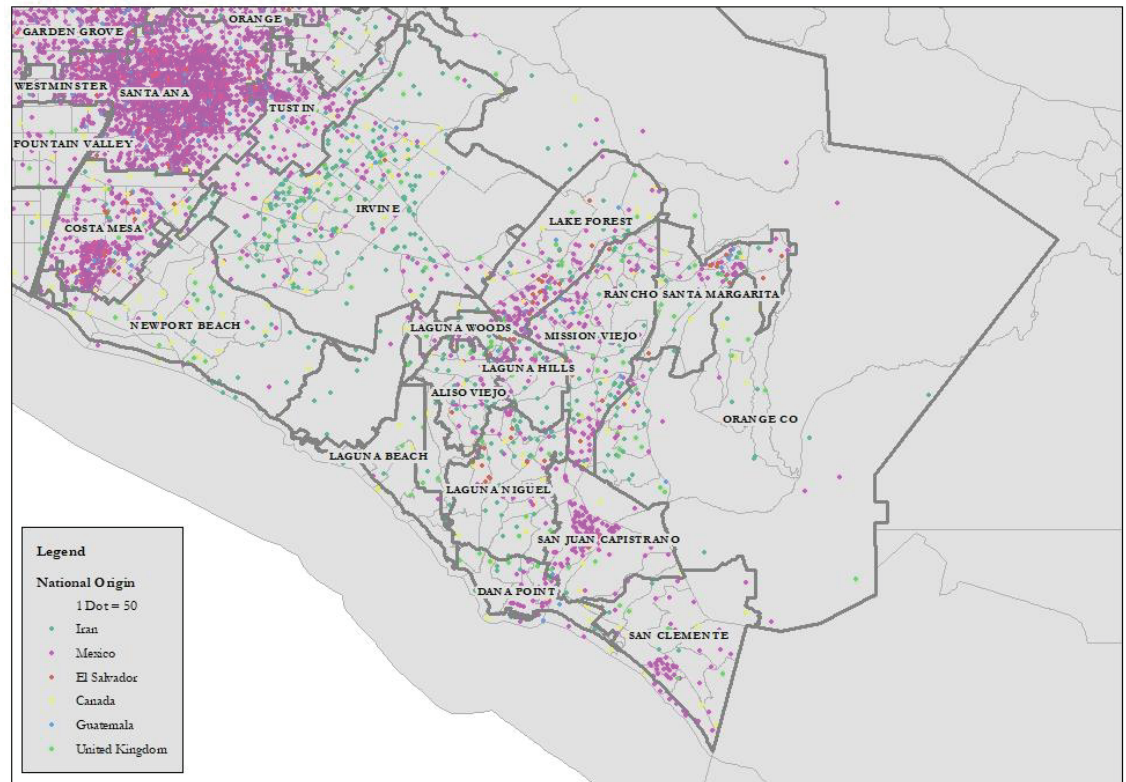 ORANGE
GARDEN GROVE
WESTMINSTER
SANTA ANA
TUSTIN
FOUNTAIN VALLEY
IRVINE
COSTA MESA
LAKE FOREST
RANCHO SANTA MARGARITA
NEWPORT BEACH
LAGUNA WOODS
MISSION VIEJO
LAGUNA HILLS
ALISO VIEJO
ORANGE CO
LAGUNA BEACH
LAGUNA NIGUEL
SAN JUAN CAPISTRANO
DANA POINT
SAN CLEMENTE
Legend
National Origin
1 Dot = 50
Iran
Mexico
El Salvador
Canada
Guatemala
United Kingdom